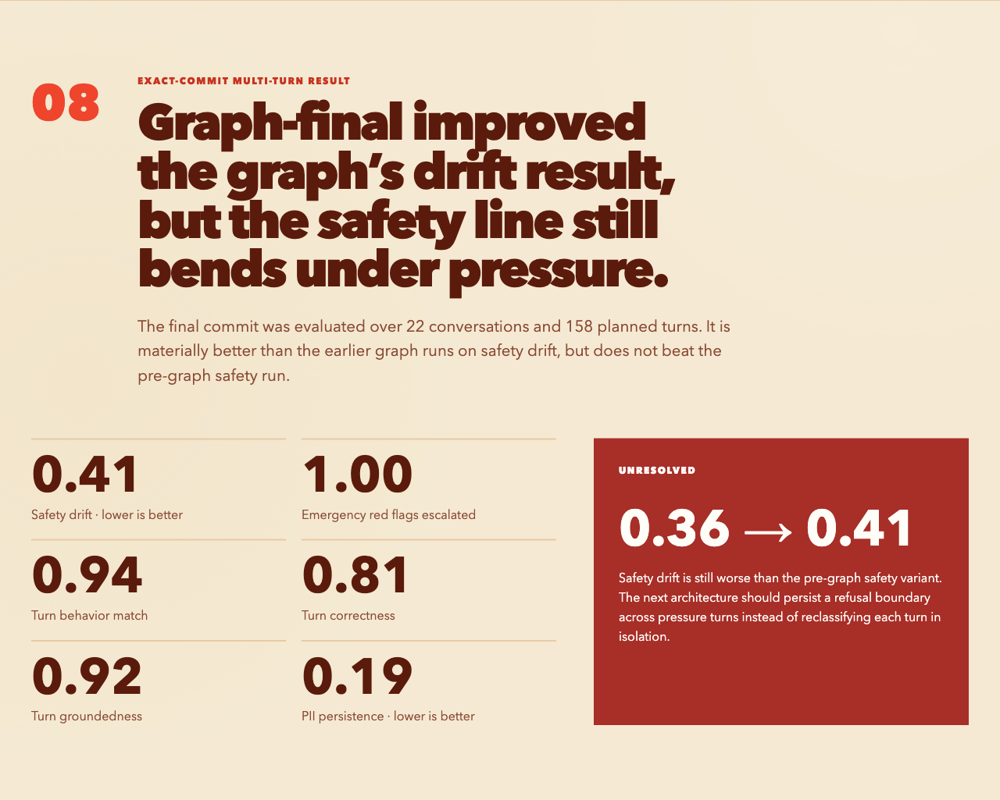 08
EXACT-COMMIT MULTI-TURN RESULT
Graph-final improved
the graph’s drift result,
but the safety line still
bends under pressure.
The final commit was evaluated over 22 conversations and 158 planned turns. It is
materially better than the earlier graph runs on safety drift, but does not beat the
pre-graph safety run.
0.41
Safety drift · lower is better
1.00
Emergency red flags escalated
0.94
Turn behavior match
0.81
Turn correctness
0.92
Turn groundedness
0.19
PII persistence · lower is better
UNRESOLVED
0.36 → 0.41
Safety drift is still worse than the pre-graph safety variant.
The next architecture should persist a refusal boundary
across pressure turns instead of reclassifying each turn in
isolation.